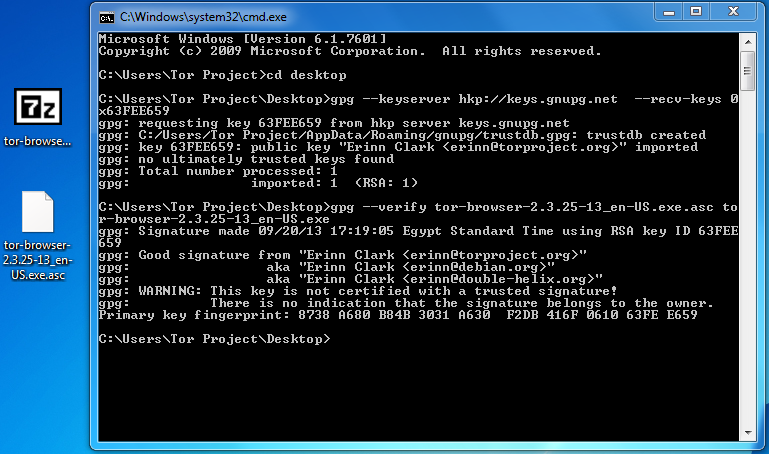 C:\Windows\system32\cmd.exe
Microsoft Windows [Version 6.1.7601]
Copyright (c) 2009 Microsoft Corporation.  All rights reserved.
C:\Users\Tor Project>cd desktop
C:\Users\Tor Project\Desktop>gpg --keyserver hkp://keys.gnupg.net  --recv-keys 0
x63FEE659
gpg: requesting key 63FEE659 from hkp server keys.gnupg.net
gpg: C:/Users/Tor Project/AppData/Roaming/gnupg/trustdb.gpg: trustdb created
gpg: key 63FEE659: public key "Erinn Clark <erinn@torproject.org>" imported
gpg: no ultimately trusted keys found
gpg: Total number processed: 1
gpg:               imported: 1  (RSA: 1)
C:\Users\Tor Project\Desktop>gpg --verify tor-browser-2.3.25-13_en-US.exe.asc to
r-browser-2.3.25-13_en-US.exe
gpg: Signature made 09/20/13 17:19:05 Egypt Standard Time using RSA key ID 63FEE
659
gpg: Good signature from "Erinn Clark <erinn@torproject.org>"
gpg:                 aka "Erinn Clark <erinn@debian.org>"
gpg:                 aka "Erinn Clark <erinn@double-helix.org>"
gpg: WARNING: This key is not certified with a trusted signature!
gpg:          There is no indication that the signature belongs to the owner.
Primary key fingerprint: 8738 A680 B84B 3031 A630  F2DB 416F 0610 63FE E659
C:\Users\Tor Project\Desktop>
7z
tor-browse...
tor-browser-
2.3.25-13_en-
US.exe.asc